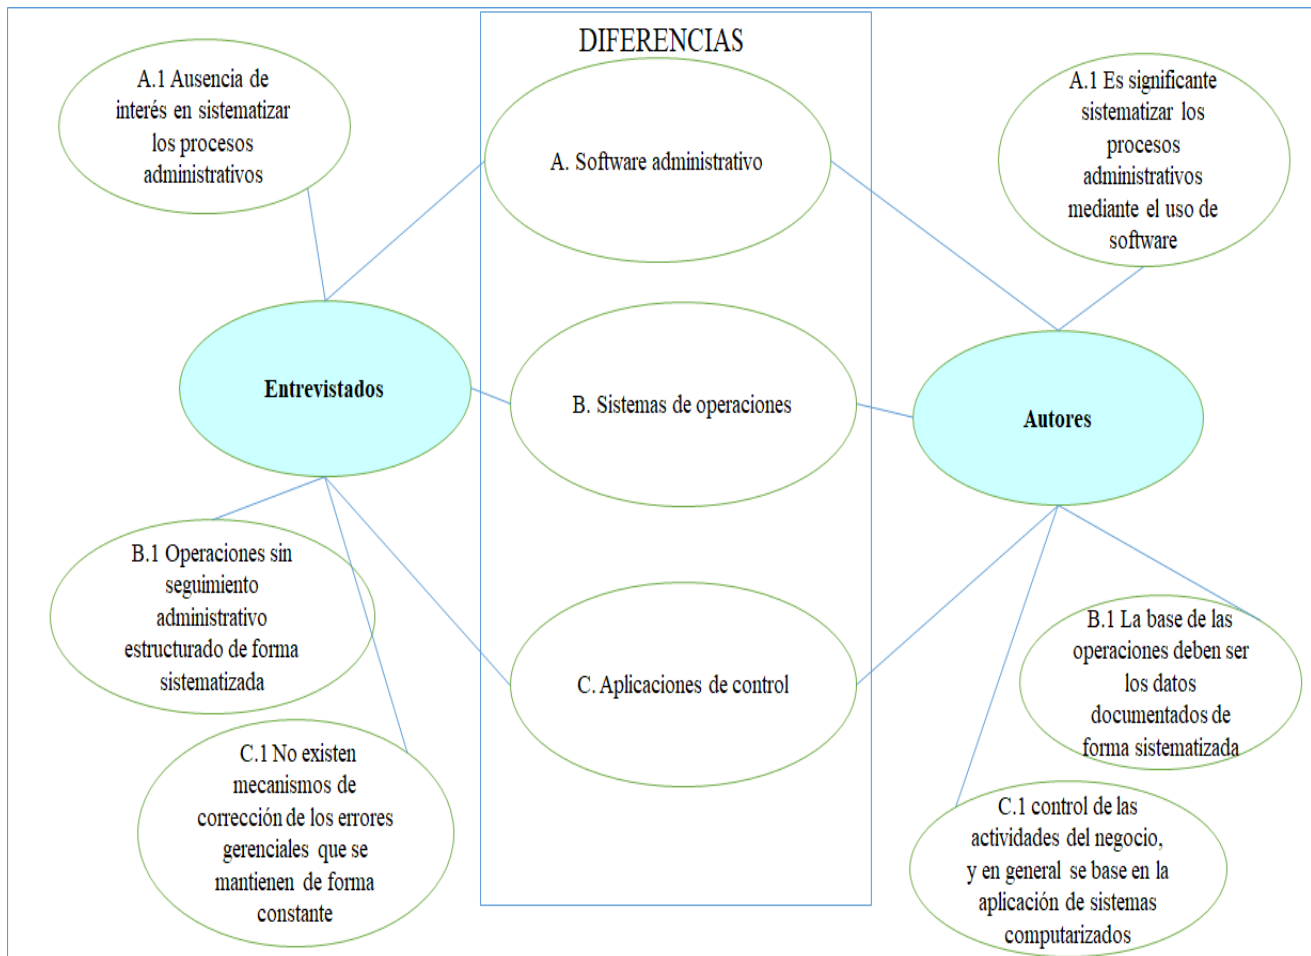 DIFERENCIAS
A.1 Ausencia de
interés en sistematizar
los procesos
administrativos
A. Software administrativo
A.1 Es significante
sistematizar los
procesos
administrativos
mediante el uso de
software
Entrevistados
B. Sistemas de operaciones
Autores
B.1 Operaciones sin
seguimiento
administrativo
estructurado de forma
sistematizada
C. Aplicaciones de control
B.1 La base de las
operaciones deben ser
los datos
documentados de
forma sistematizada
C.1 No existen
mecanismos de
corrección de los errores
gerenciales que se
mantienen de forma
constante
C.1 control de las
actividades del negocio,
y en general se base en la
aplicación de sistemas
computarizados